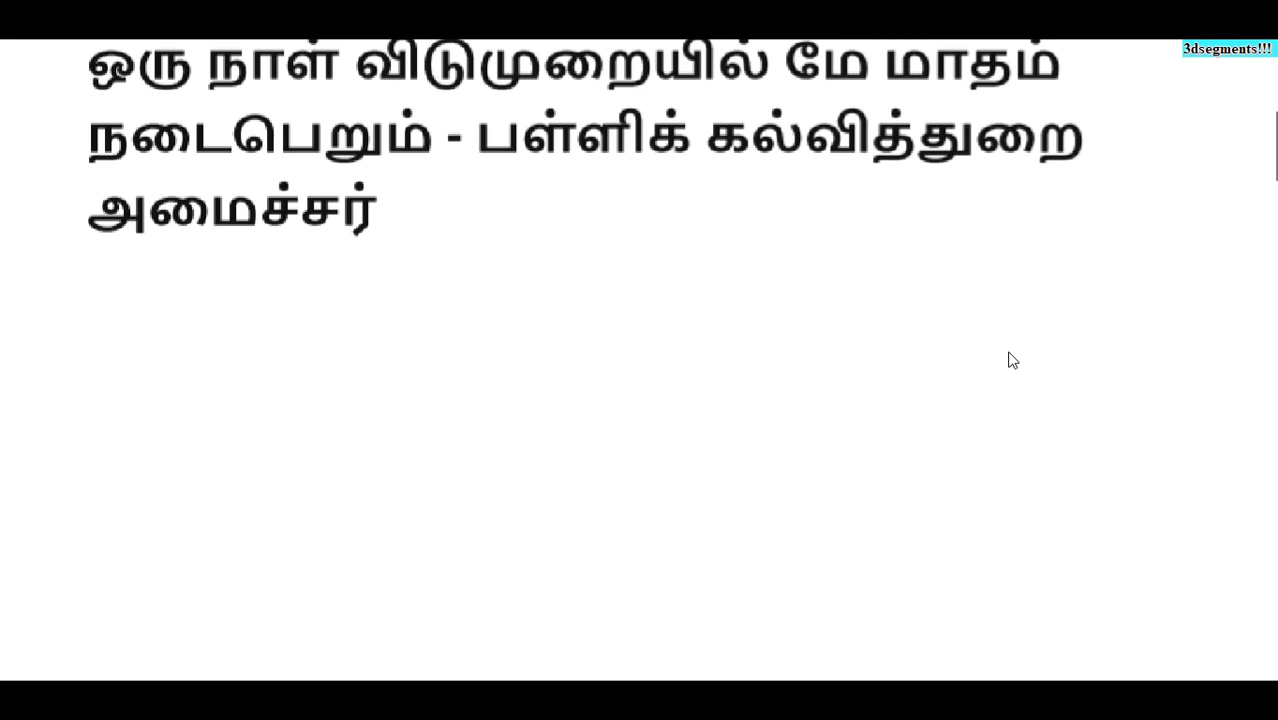 3dsegments!!!
ஒரு நாள் விடுமுறையில் மே மாதம்
நடைபெறும் - பள்ளிக் கல்வித்துறை
அமைச்சர்